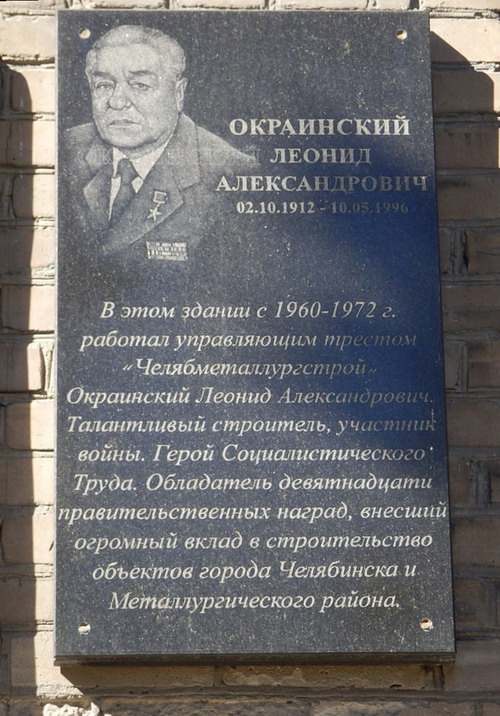 ОКРАИНСКИЙ
ЛЕОНИД
АЛЕКСАНДРОВИЧ
02.10.1912 - 10.05.1996
В этом здании с 1960-1972 г.
работал управляющим трестом
"Челябметаллургстрой"
Окраинский Леонид Александрович.
Талантливый строитель, участник
войны. Герой Социалистического
Труда. Обладатель девятнадцати
правительственных наград, внесший
огромный вклад в строительство
объектов города Челябинска и
Металлургического района.